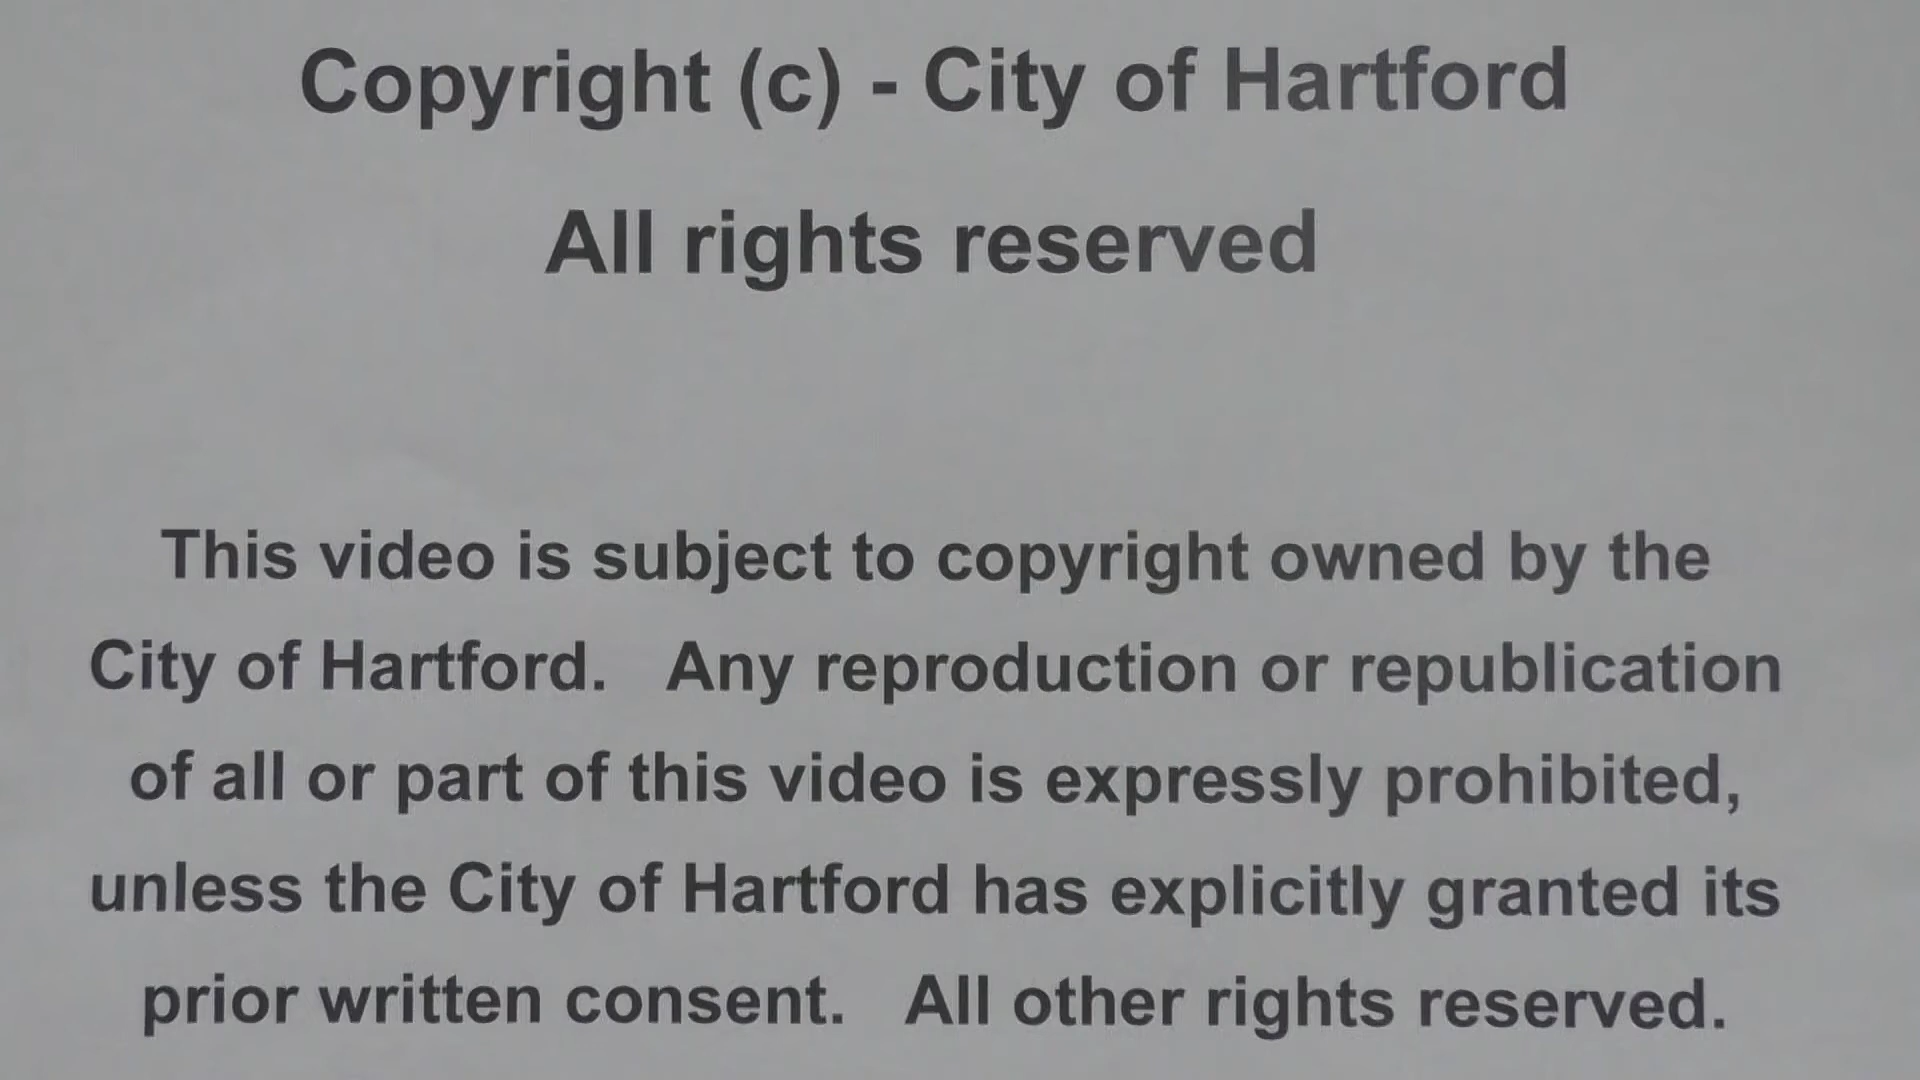 Copyright (c) - City of Hartford
All rights reserved
This video is subject to copyright owned by the
City of Hartford. Any reproduction or republication
of all or part of this video is expressly prohibited,
unless the City of Hartford has explicitly granted its
prior written consent. All other rights reserved.